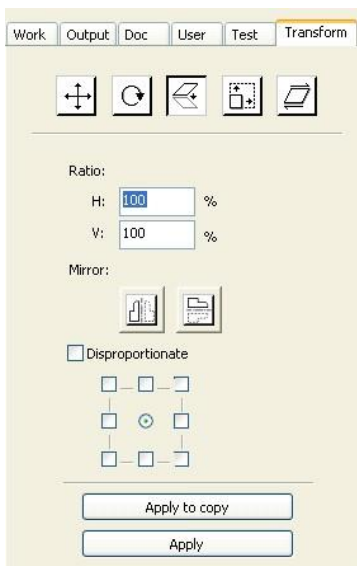 Work Output Doc User Test Transform
Ratio:
H: 100 %
V: 100 %
Mirror:
Disproportionate
Apply to copy
Apply